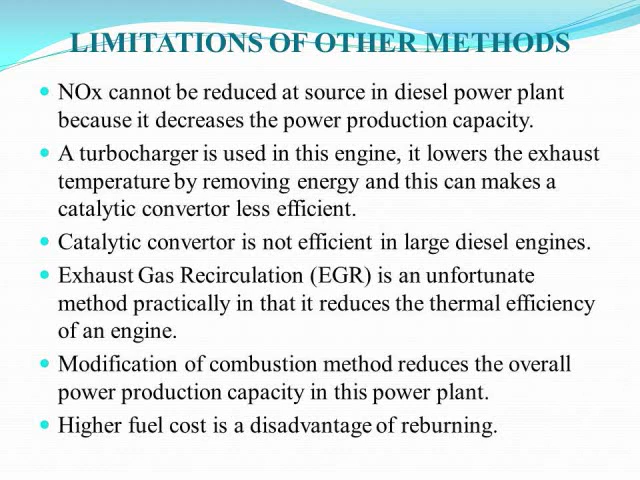 LIMITATIONS OF OTHER METHODS
• NOx cannot be reduced at source in diesel power plant
because it decreases the power production capacity.
• A turbocharger is used in this engine, it lowers the exhaust
temperature by removing energy and this can makes a
catalytic convertor less efficient.
• Catalytic convertor is not efficient in large diesel engines.
• Exhaust Gas Recirculation (EGR) is an unfortunate
method practically in that it reduces the thermal efficiency
of an engine.
• Modification of combustion method reduces the overall
power production capacity in this power plant.
• Higher fuel cost is a disadvantage of reburning.